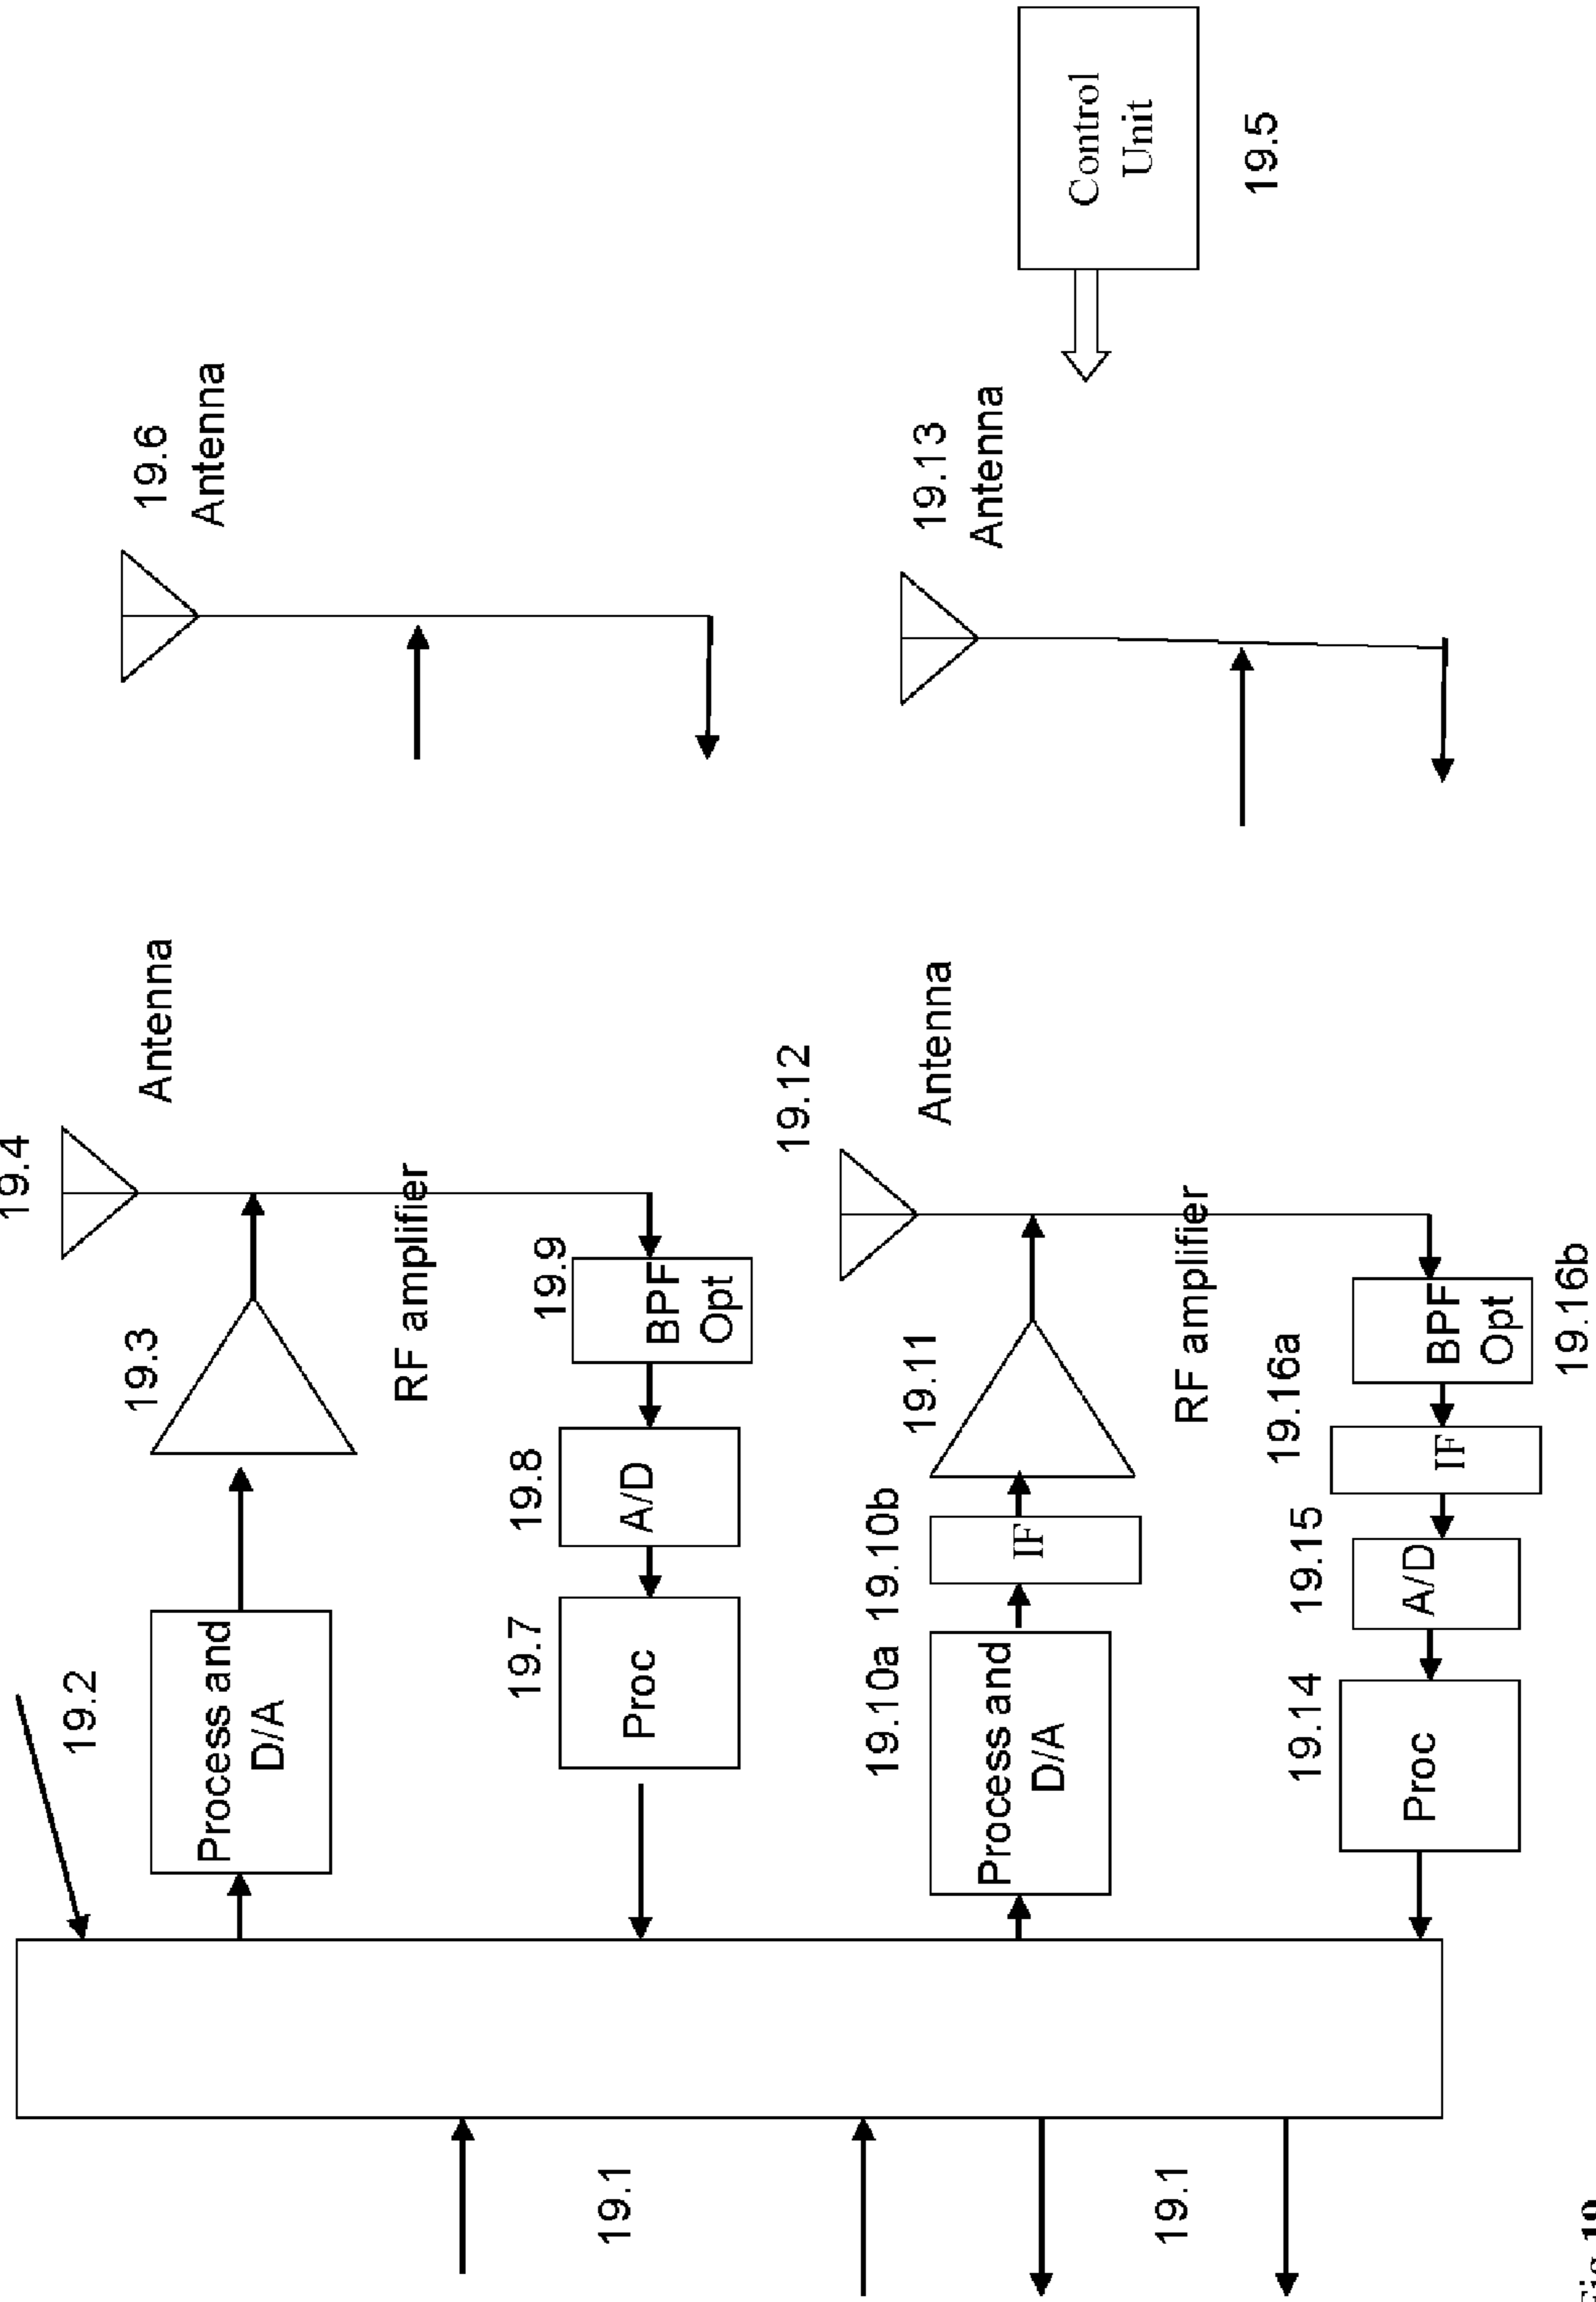 19.4
Antenna
19.6
Antenna
19.2
19.3
Process and
D/A
RF amplifier
19.7
19.8
19.9
Proc
A/D
BPF
Opt
19.12
Antenna
19.13
Antenna
19.10a
19.10b
19.11
Process and
D/A
IF
RF amplifier
Control
Unit
19.5
19.1
19.1
19.14
19.15
19.16a
Proc
A/D
IF
BPF
Opt
19.16b
Fig 19